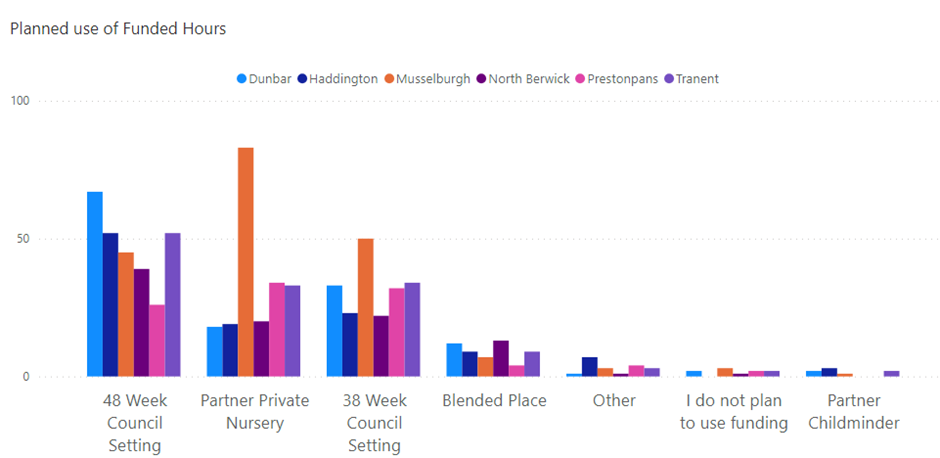 Planned use of Funded Hours
Dunbar Haddington Musselburgh North Berwick Prestonpans Tranent
100
50
0
48 Week
Council
Setting
Partner Private
Nursery
38 Week
Council
Setting
Blended Place
Other
I do not plan
to use funding
Partner
Childminder